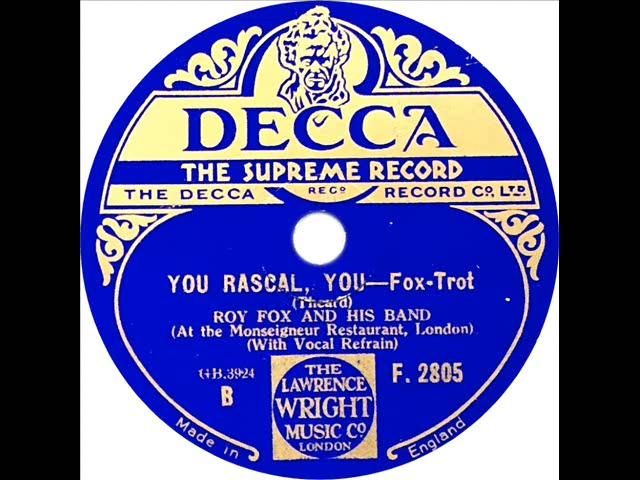 DECCA
THE SUPREME RECORD
THE DECCA REGD RECORD CO, LTD.
YOU RASCAL, YOU—Fox-Trot
(Theard)
ROY FOX AND HIS BAND
(At the Monseigneur Restaurant, London)
(With Vocal Refrain)
GB.3924
B
F. 2805
THE
LAWRENCE
WRIGHT
MUSIC CO
LONDON
Made in England